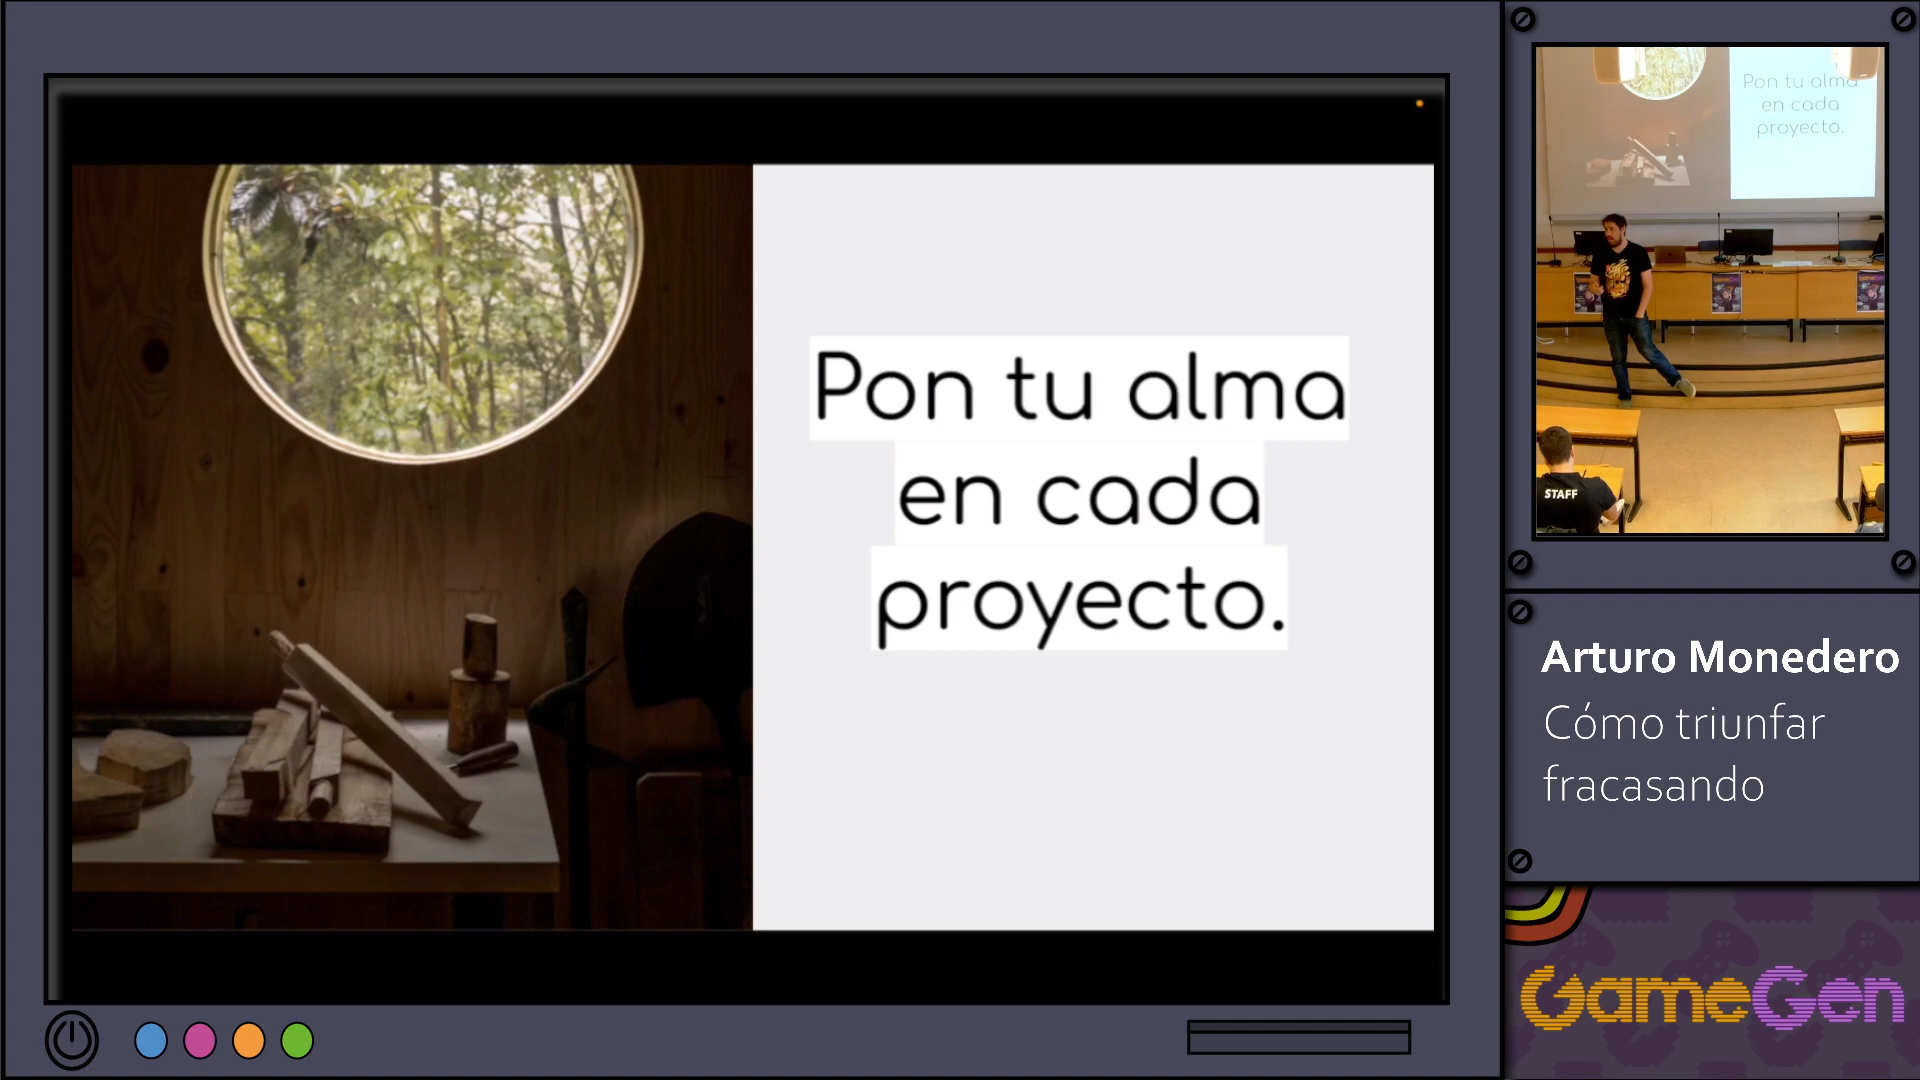 Pon tu alma
en cada
proyecto.
Pon tu alma
en cada
proyecto.
STAFF
Arturo Monedero
Cómo triunfar
fracasando
GameGen